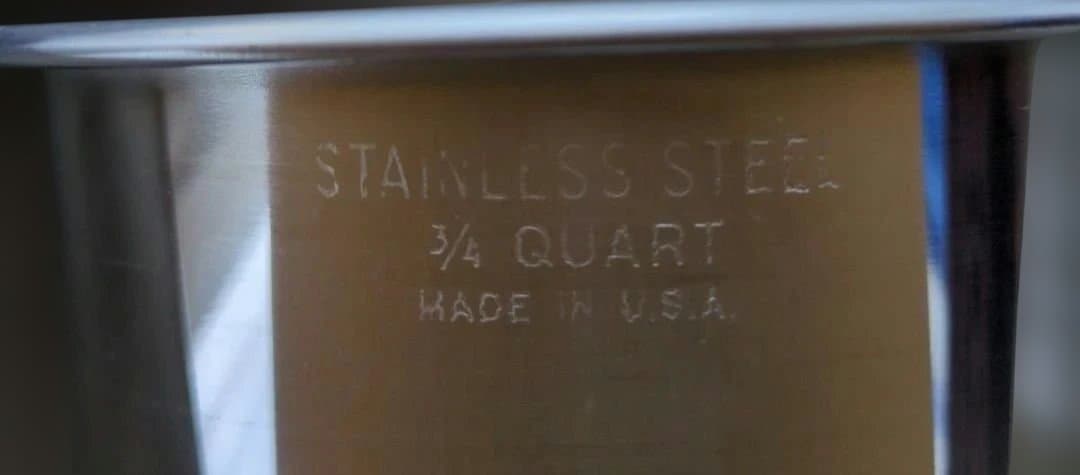 STAINLESS STEEL
3/4 QUART
MADE IN U.S.A.